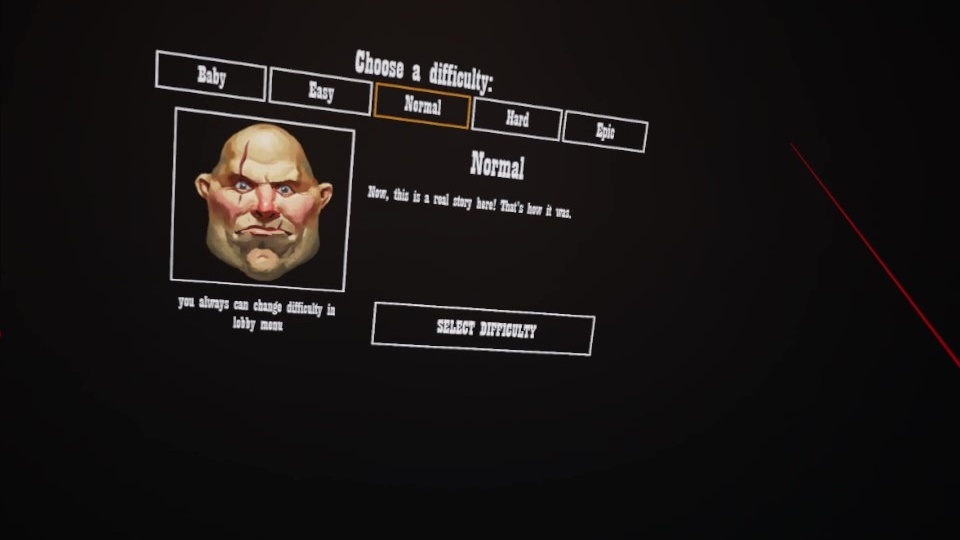 Choose a difficulty:
Baby
Easy
Normal
Hard
Epic
Normal
Now, this is a real story here! That's how it was.
you always can change difficulty in
lobby menu
SELECT DIFFICULTY